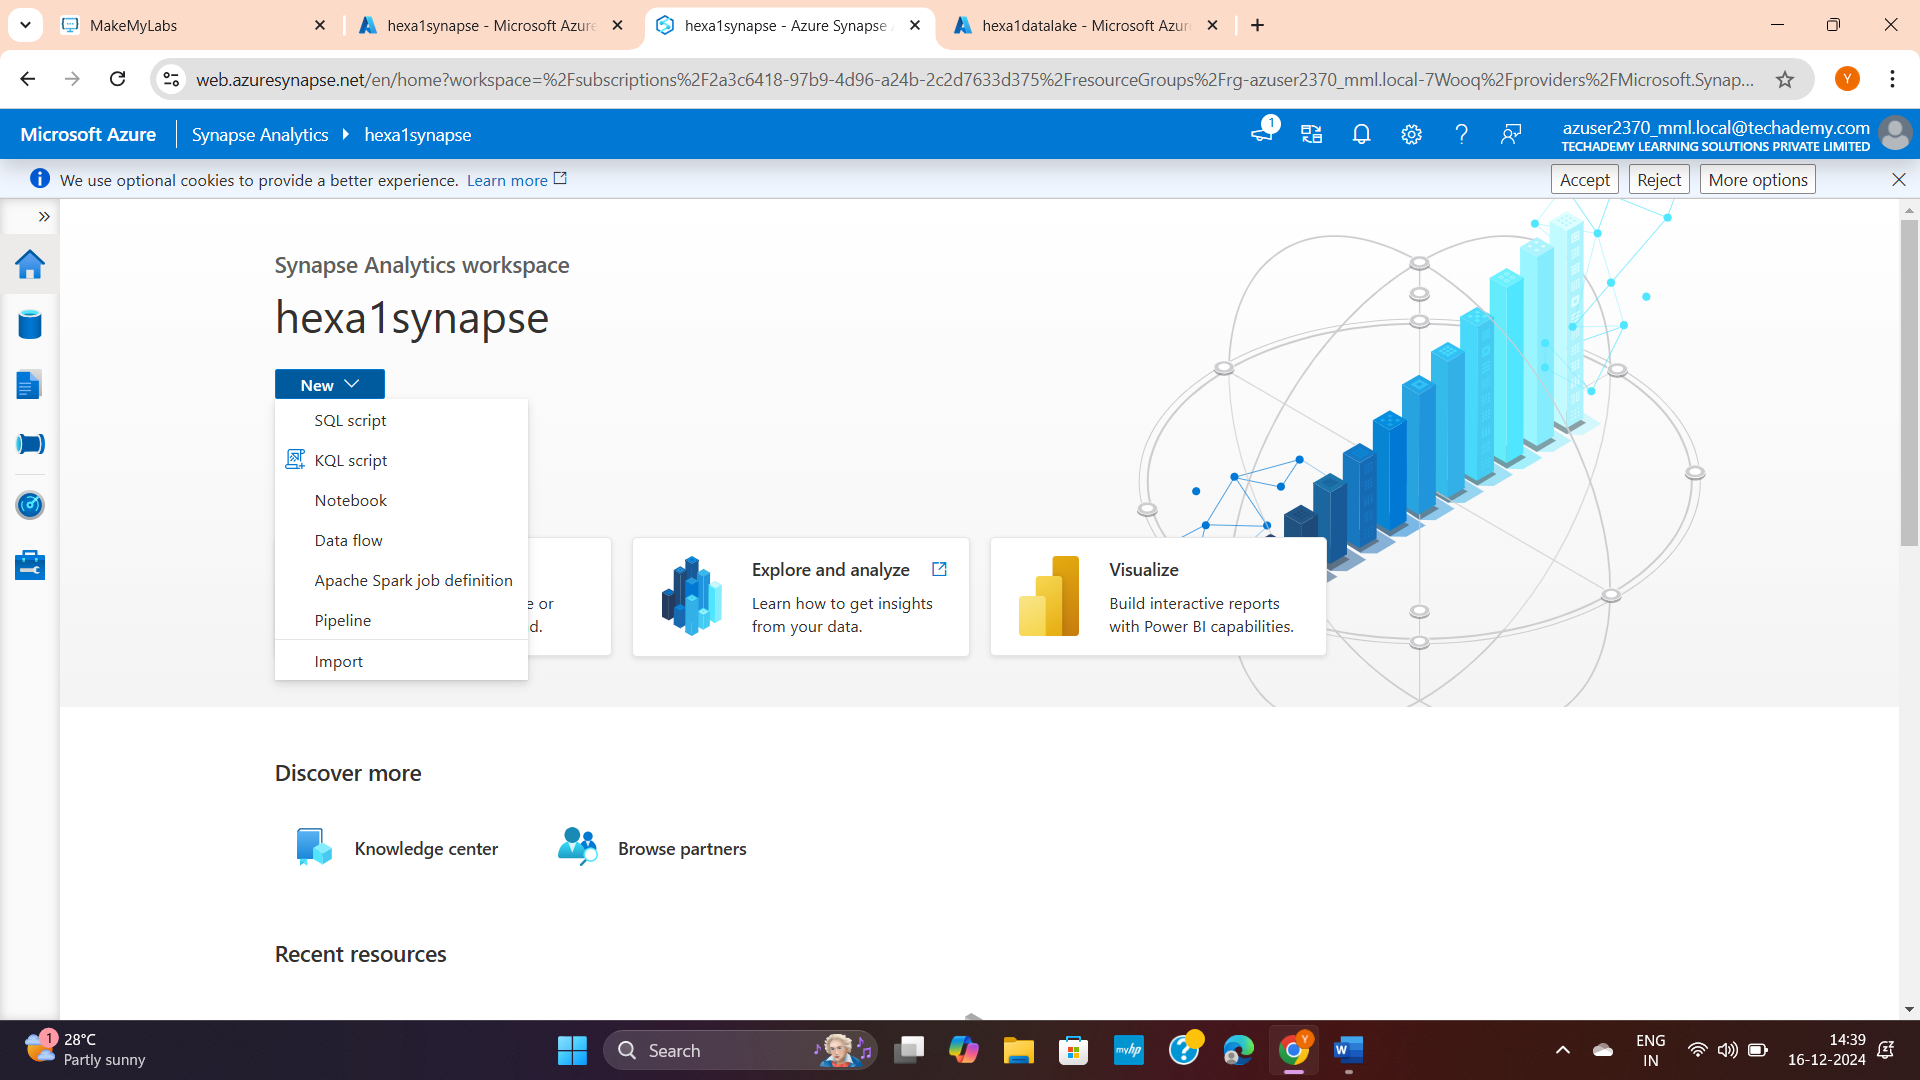 MakeMyLabs
hexa1synapse - Microsoft Azure
hexa1synapse - Azure Synapse A
hexa1datalake - Microsoft Azur
web.azuresynapse.net/en/home?workspace=%2Fsubscriptions%2F2a3c6418-97b9-4d96-a24b-2c2d7633d375%2FresourceGroups%2Frg-azuser2370_mml.local-7Wooq%2Fproviders%2FMicrosoft.Synap...
Y
Microsoft Azure
Synapse Analytics
hexa1synapse
1
azuser2370_mml.local@techademy.com
TECHADEMY LEARNING SOLUTIONS PRIVATE LIMITED
We use optional cookies to provide a better experience. Learn more
Accept
Reject
More options
Synapse Analytics workspace
hexa1synapse
New
SQL script
KQL script
Notebook
Data flow
Apache Spark job definition
Pipeline
Import
e or
d.
Explore and analyze
Learn how to get insights
from your data.
Visualize
Build interactive reports
with Power BI capabilities.
Discover more
Knowledge center
Browse partners
Recent resources
1
28°C
Partly sunny
Search
myhp
Y
W
ENG
IN
14:39
16-12-2024